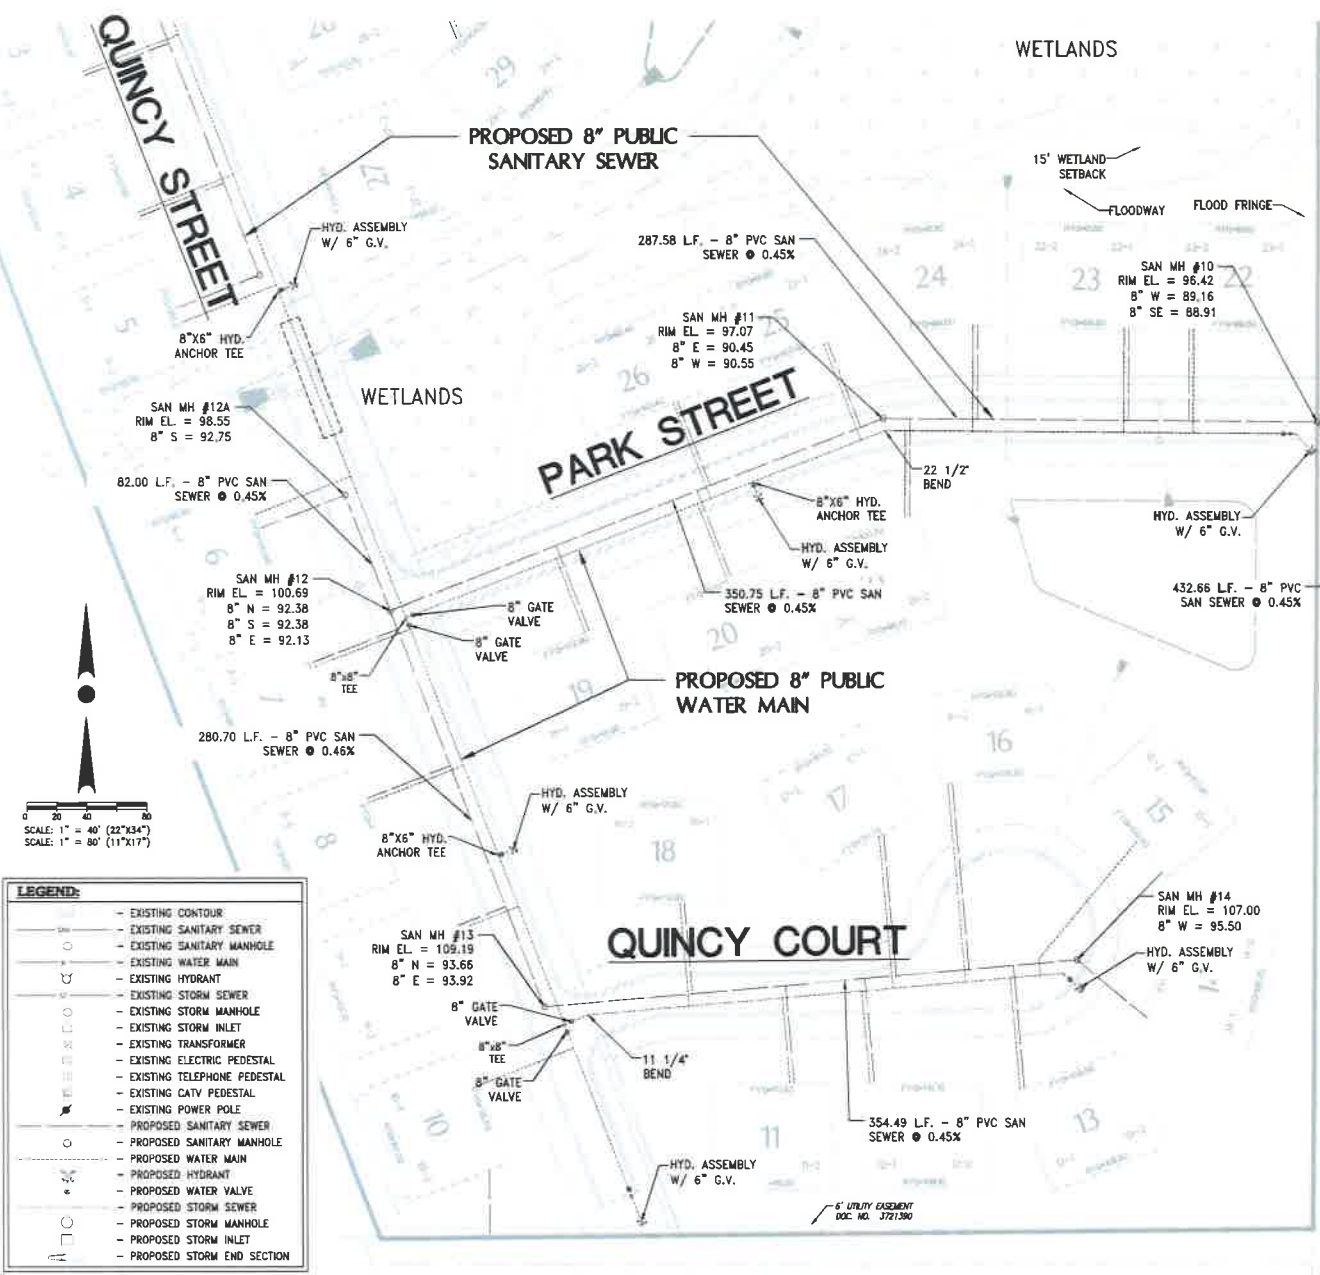 QUINCY STREET
WETLANDS
PROPOSED 8" PUBLIC
SANITARY SEWER
15' WETLAND
SETBACK
FLOODWAY
FLOOD FRINGE
29
27
4
HYD. ASSEMBLY
W/ 6" G.V.
287.58 L.F. - 8" PVC SAN
SEWER @ 0.45%
24
23
22
SAN MH #10
RIM EL. = 96.42
8" W = 89.16
8" SE = 88.91
5
8"X6" HYD.
ANCHOR TEE
SAN MH #11
RIM EL. = 97.07
8" E = 90.45
8" W = 90.55
25
26
WETLANDS
PARK STREET
SAN MH #12A
RIM EL. = 98.55
8" S = 92.75
82.00 L.F. - 8" PVC SAN
SEWER @ 0.45%
22 1/2°
BEND
8"X6" HYD.
ANCHOR TEE
HYD. ASSEMBLY
W/ 6" G.V.
HYD. ASSEMBLY
W/ 6" G.V.
6
SAN MH #12
RIM EL. = 100.69
8" N = 92.38
8" S = 92.38
8" E = 92.13
8" GATE
VALVE
8" GATE
VALVE
350.75 L.F. - 8" PVC SAN
SEWER @ 0.45%
432.66 L.F. - 8" PVC
SAN SEWER @ 0.45%
20
8"x8"
TEE
19
PROPOSED 8" PUBLIC
WATER MAIN
280.70 L.F. - 8" PVC SAN
SEWER @ 0.46%
16
17
15
HYD. ASSEMBLY
W/ 6" G.V.
0 20 40 80
SCALE: 1" = 40' (22"X34")
SCALE: 1" = 80' (11"X17")
8
8"X6" HYD.
ANCHOR TEE
18
SAN MH #14
RIM EL. = 107.00
8" W = 95.50
HYD. ASSEMBLY
W/ 6" G.V.
SAN MH #13
RIM EL. = 109.19
8" N = 93.66
8" E = 93.92
QUINCY COURT
8" GATE
VALVE
8"x8"
TEE
8" GATE
VALVE
11 1/4°
BEND
10
11
13
354.49 L.F. - 8" PVC SAN
SEWER @ 0.45%
HYD. ASSEMBLY
W/ 6" G.V.
6' UTILITY EASEMENT
DOC. NO. 3721390
LEGEND:
- EXISTING CONTOUR
- EXISTING SANITARY SEWER
- EXISTING SANITARY MANHOLE
- EXISTING WATER MAIN
- EXISTING HYDRANT
- EXISTING STORM SEWER
- EXISTING STORM MANHOLE
- EXISTING STORM INLET
- EXISTING TRANSFORMER
- EXISTING ELECTRIC PEDESTAL
- EXISTING TELEPHONE PEDESTAL
- EXISTING CATV PEDESTAL
- EXISTING POWER POLE
- PROPOSED SANITARY SEWER
- PROPOSED SANITARY MANHOLE
- PROPOSED WATER MAIN
- PROPOSED HYDRANT
- PROPOSED WATER VALVE
- PROPOSED STORM SEWER
- PROPOSED STORM MANHOLE
- PROPOSED STORM INLET
- PROPOSED STORM END SECTION